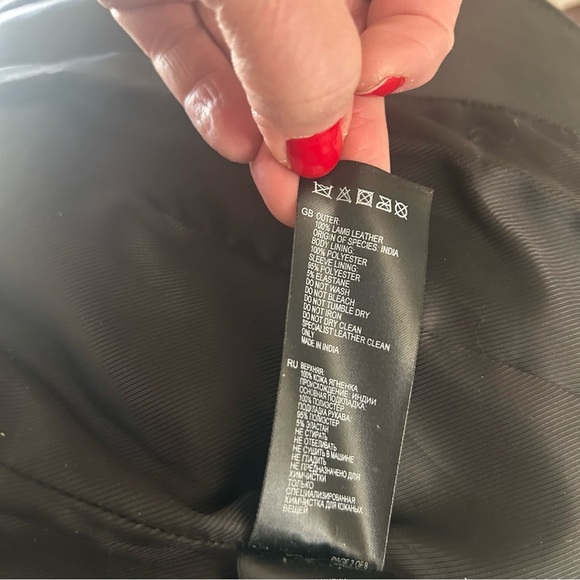 GB OUTER:
100% LAMB LEATHER
ORIGIN OF SPECIES: INDIA
BODY LINING:
100% POLYESTER
SLEEVE LINING:
95% POLYESTER
5% ELASTANE
DO NOT WASH
DO NOT BLEACH
DO NOT TUMBLE DRY
DO NOT IRON
DO NOT DRY CLEAN
SPECIALIST LEATHER CLEAN
ONLY
MADE IN INDIA
RU ВЕРХНЯЯ:
100% КОЖА ЯГНЕНКА
ПРОИСХОЖДЕНИЕ: ИНДИИ
ОСНОВНАЯ ПОДКЛАДКА:
100% ПОЛИЭСТЕР
ПОДКЛАДКА РУКАВА:
95% ПОЛИЭСТЕР
5% ЭЛАСТАН
НЕ СТИРАТЬ
НЕ ОТБЕЛИВАТЬ
НЕ СУШИТЬ В МАШИНЕ
НЕ ГЛАДИТЬ
НЕ ПРЕДНАЗНАЧЕНО ДЛЯ
ХИМЧИСТКИ
ТОЛЬКО
СПЕЦИАЛИЗИРОВАННАЯ
ХИМЧИСТКА ДЛЯ КОЖАНЫХ
ВЕЩЕЙ
PAGE 2 OF 8